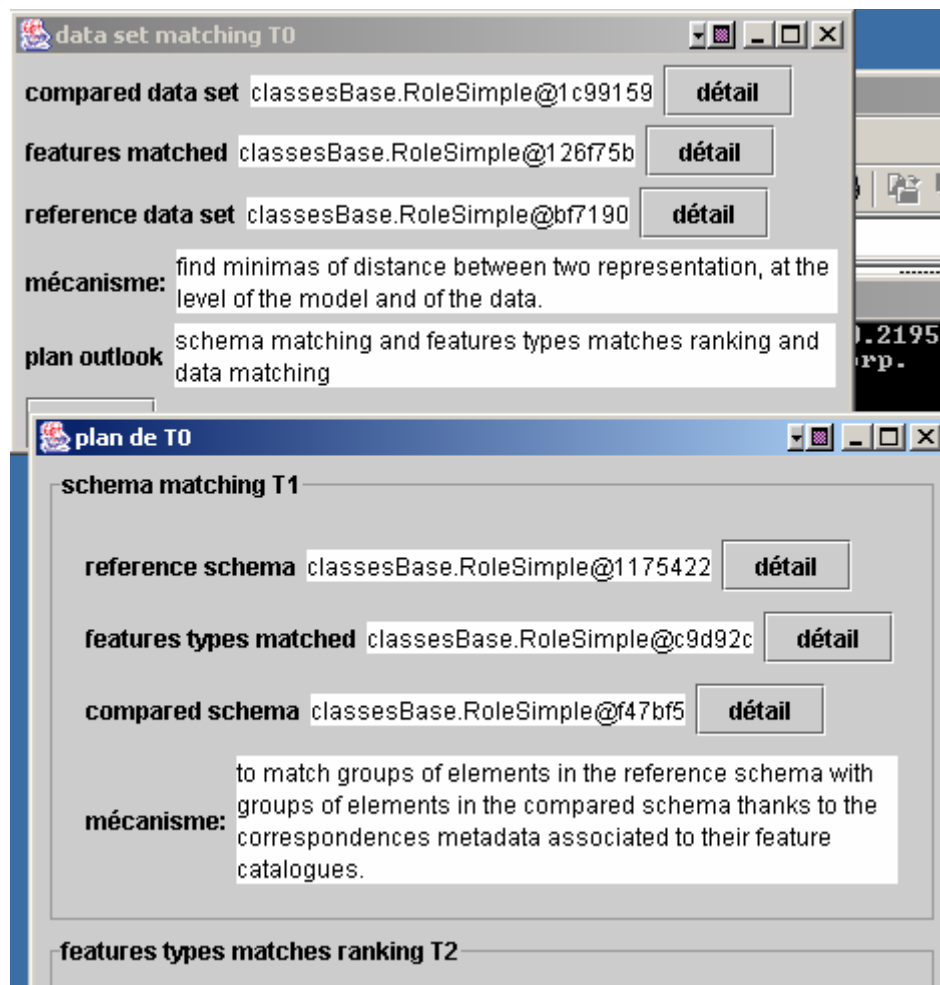 data set matching T0
compared data set classesBase.RoleSimple@1c99159 détail
features matched classesBase.RoleSimple@126f75b détail
reference data set classesBase.RoleSimple@bf7190 détail
mécanisme: find minimas of distance between two representation, at the
level of the model and of the data.
plan outlook schema matching and features types matches ranking and
data matching
).2195
rp.
plan de T0
schema matching T1
reference schema classesBase.RoleSimple@1175422 détail
features types matched classesBase.RoleSimple@c9d92c détail
compared schema classesBase.RoleSimple@f47bf5 détail
mécanisme: to match groups of elements in the reference schema with
groups of elements in the compared schema thanks to the
correspondences metadata associated to their feature
catalogues.
features types matches ranking T2